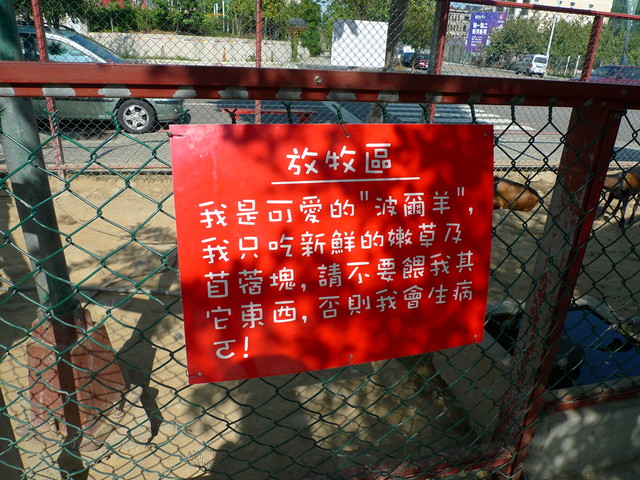 放牧區
我是可愛的"波爾羊",
我只吃新鮮的嫩草及
苜蓿塊,請不要餵我其
它東西,否則我會生病
ㄛ!